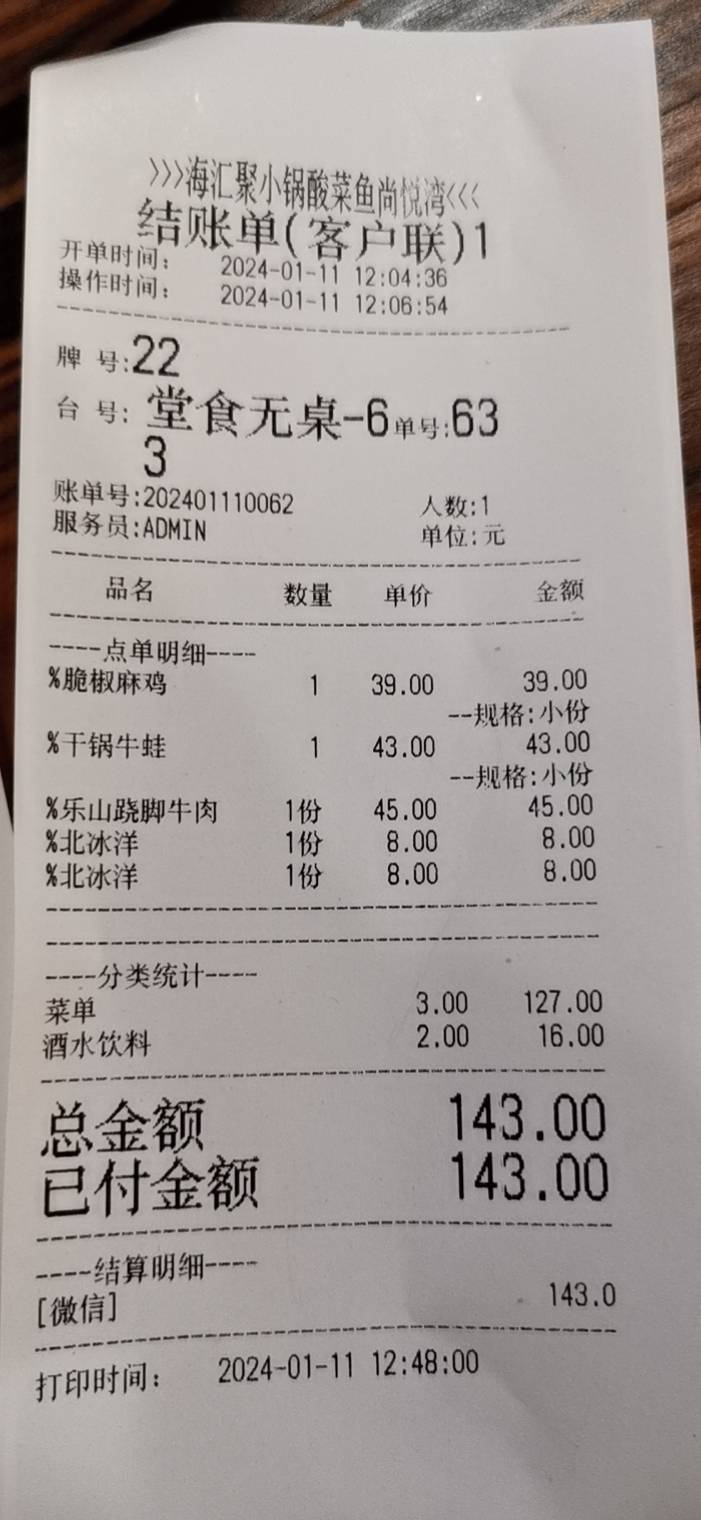 >>>海汇聚小锅酸菜鱼尚悦湾<<<
结账单(客户联)1
开单时间: 2024-01-11 12:04:36
操作时间: 2024-01-11 12:06:54
牌 号:22
台 号: 堂食无桌-6单号:63
3
账单号:202401110062 人数:1
服务员:ADMIN 单位:元
品名 数量 单价 金额
----点单明细----
%脆椒麻鸡 1 39.00 39.00
--规格:小份
%干锅牛蛙 1 43.00 43.00
--规格:小份
%乐山跷脚牛肉 1份 45.00 45.00
%北冰洋 1份 8.00 8.00
%北冰洋 1份 8.00 8.00
----分类统计----
菜单 3.00 127.00
酒水饮料 2.00 16.00
总金额 143.00
已付金额 143.00
----结算明细----
[微信] 143.0
打印时间: 2024-01-11 12:48:00